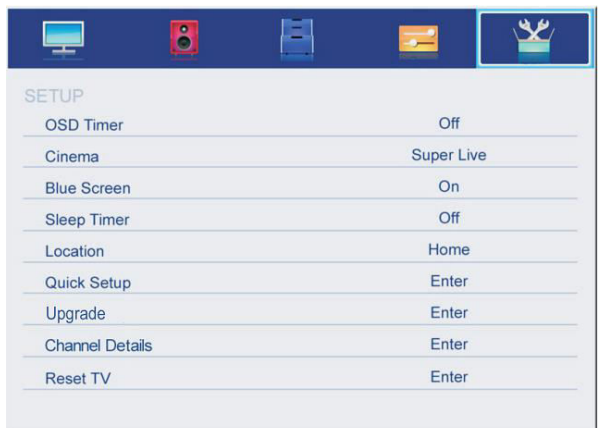 SETUP
OSD Timer Off
Cinema Super Live
Blue Screen On
Sleep Timer Off
Location Home
Quick Setup Enter
Upgrade Enter
Channel Details Enter
Reset TV Enter